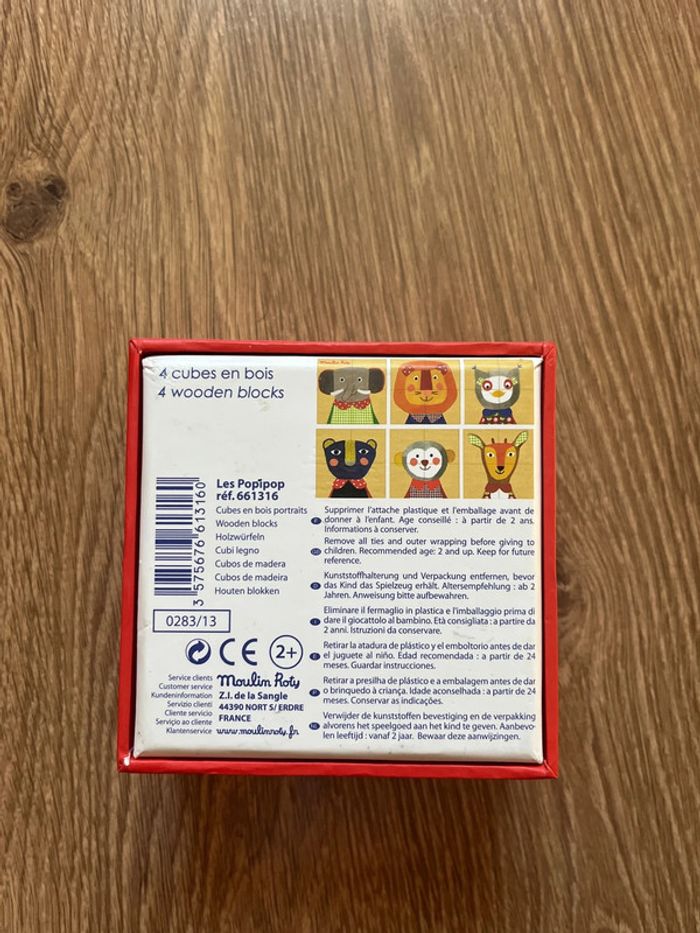 4 cubes en bois
4 wooden blocks
Moulin Roty
Les Popipop
réf. 661316
Cubes en bois portraits
Wooden blocks
Holzwürfeln
Cubi legno
Cubos de madera
Cubos de madeira
Houten blokken
3 575676 613160
0283/13
CE
2+
Service clients
Customer service
Kundeninformation
Servizio clienti
Cliente servicio
Serviço ao cliente
Klantenservice
Moulin Roty
Z.I. de la Sangle
44390 NORT S/ ERDRE
FRANCE
www.moulinroty.fr
F
Supprimer l'attache plastique et l'emballage avant de
donner à l'enfant. Age conseillé : à partir de 2 ans.
Informations à conserver.
GB
Remove all ties and outer wrapping before giving to
children. Recommended age: 2 and up. Keep for future
reference.
D
Kunststoffhalterung und Verpackung entfernen, bevor
das Kind das Spielzeug erhält. Altersempfehlung : ab 2
Jahren. Anweisung bitte aufbewahren.
I
Eliminare il fermaglio in plastica e l'imballaggio prima di
dare il giocattolo al bambino. Età consigliata : a partire da
2 anni. Istruzioni da conservare.
E
Retirar la atadura de plástico y el emboltorio antes de dar
el juguete al niño. Edad recomendada : a partir de 24
meses. Guardar instrucciones.
P
Retirar a presilha de plástico e a embalagem antes de dar
o brinquedo à criança. Idade aconselhada : a partir de 24
meses. Conservar as indicações.
NL
Verwijder de kunststoffen bevestiging en de verpakking
alvorens het speelgoed aan het kind te geven. Aanbevo-
len leeftijd : vanaf 2 jaar. Bewaar deze aanwijzingen.